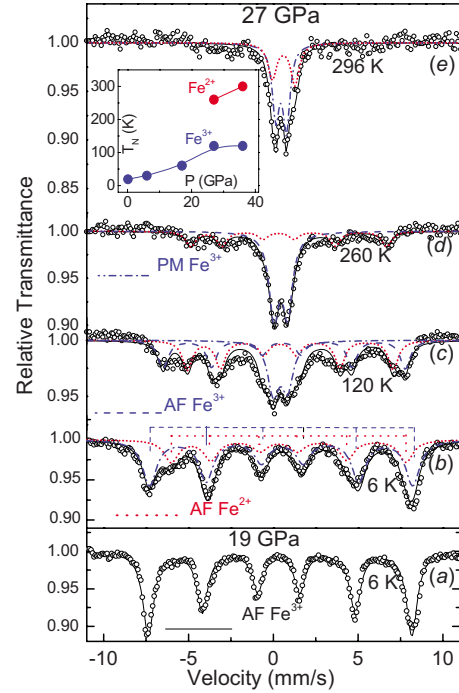 27 GPa
1.00
0.95
0.90
0.85
296 K
(e)
T_N (K)
400
300
200
100
0
Fe²⁺
Fe³⁺
0
20
40
P (GPa)
1.00
0.95
0.90
260 K
(d)
PM Fe³⁺
1.00
0.95
120 K
(c)
AF Fe³⁺
1.00
0.95
0.90
6 K
(b)
AF Fe²⁺
19 GPa
1.00
0.95
0.90
6 K
(a)
AF Fe³⁺
-10
-5
0
5
10
Velocity (mm/s)
Relative Transmittance